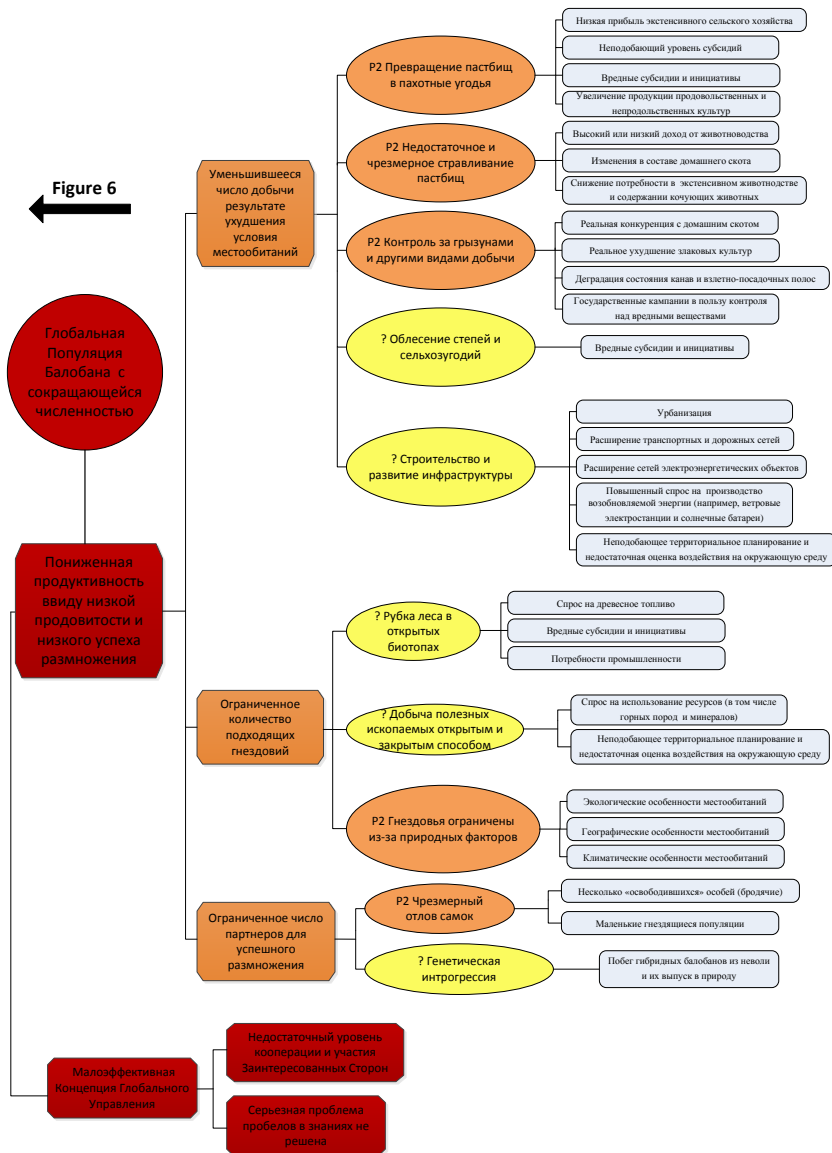 Figure 6
Глобальная
Популяция
Балобана с
сокращающейся
численностью
Пониженная
продуктивность
ввиду низкой
продовитости и
низкого успеха
размножения
Уменьшившееся
число добычи
результате
ухудшения
условия
местообитаний
P2 Превращение пастбищ
в пахотные угодья
Низкая прибыль экстенсивного сельского хозяйства
Неподобающий уровень субсидий
Вредные субсидии и инициативы
Увеличение продукции продовольственных и
непродольственных культур
P2 Недостаточное и
чрезмерное стравливание
пастбищ
Высокий или низкий доход от животноводства
Изменения в составе домашнего скота
Снижение потребности в экстенсивном животнодстве
и содержании кочующих животных
P2 Контроль за грызунами
и другими видами добычи
Реальная конкуренция с домашним скотом
Реальное ухудшение злаковых культур
Деградация состояния канав и взлетно-посадочных полос
Государственные кампании в пользу контроля
над вредными веществами
? Облесение степей и
сельхозугодий
Вредные субсидии и инициативы
? Строительство и
развитие инфраструктуры
Урбанизация
Расширение транспортных и дорожных сетей
Расширение сетей электроэнергетических объектов
Повышенный спрос на производство
возобновляемой энергии (например, ветровые
электростанции и солнечные батареи)
Неподобающее территориальное планирование и
недостаточная оценка воздействия на окружающую среду
Ограниченное
количество
подходящих
гнездовий
? Рубка леса в
открытых
биотопах
Спрос на древесное топливо
Вредные субсидии и инициативы
Потребности промышленности
? Добыча полезных
ископаемых открытым и
закрытым способом
Спрос на использование ресурсов (в том числе
горных пород и минералов)
Неподобающее территориальное планирование и
недостаточная оценка воздействия на окружающую среду
P2 Гнездовья ограничены
из-за природных факторов
Экологические особенности местообитаний
Географические особенности местообитаний
Климатические особенности местообитаний
Ограниченное число
партнеров для
успешного
размножения
P2 Чрезмерный
отлов самок
Несколько «освободившихся» особей (бродячие)
Маленькие гнездящиеся популяции
? Генетическая
интрогрессия
Побег гибридных балобанов из неволи
и их выпуск в природу
Малоэффективная
Концепция Глобального
Управления
Недостаточный уровень
кооперации и участия
Заинтересованных Сторон
Серьезная проблема
пробелов в знаниях не
решена